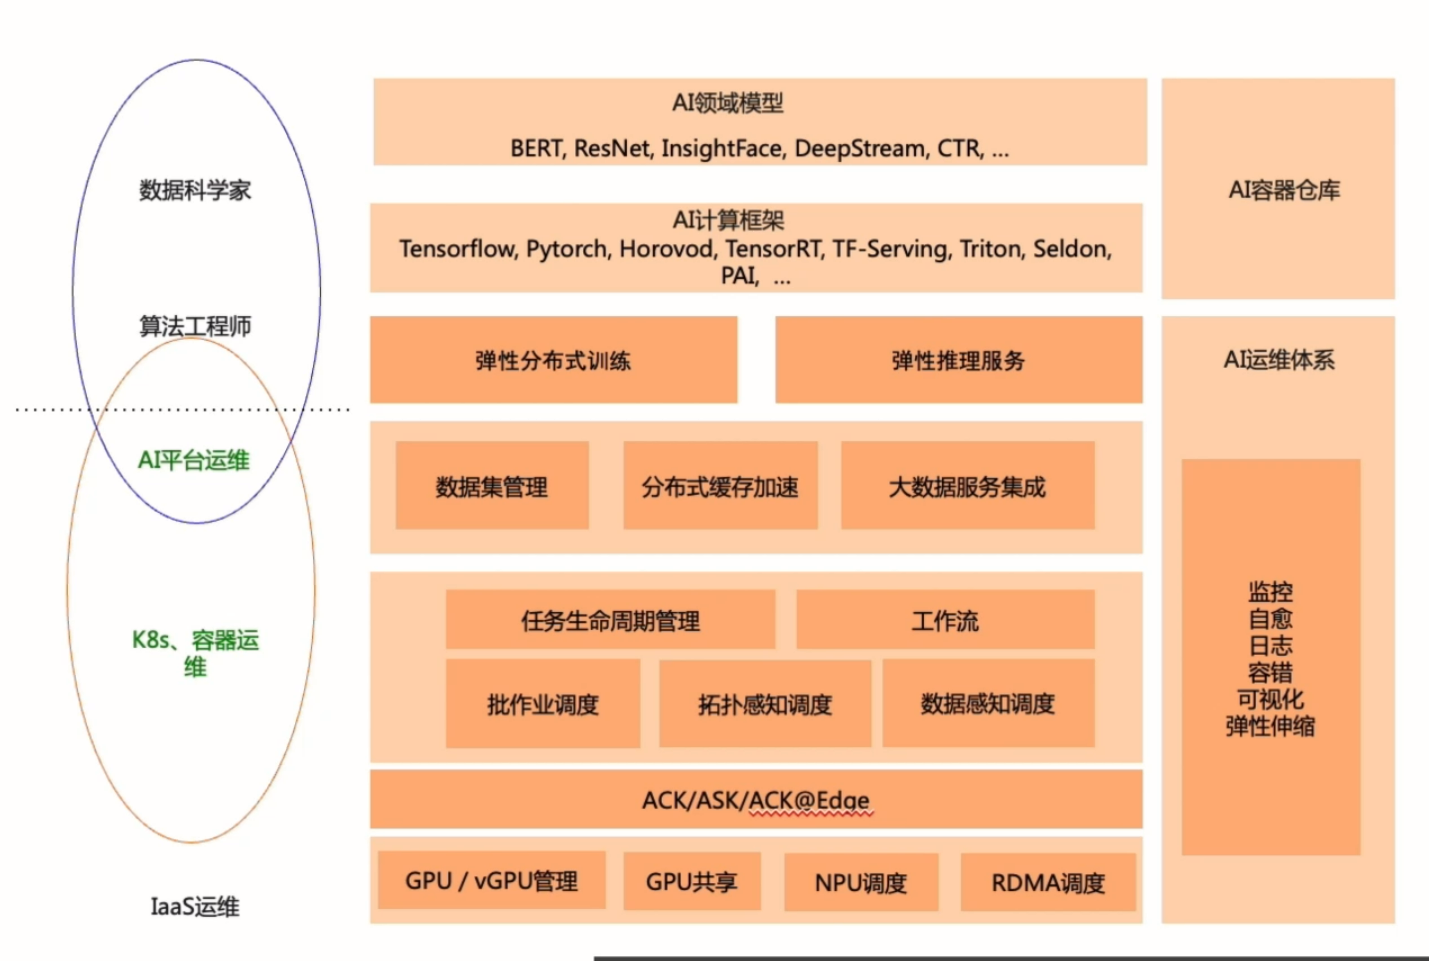 数据科学家
算法工程师
AI平台运维
K8s、容器运
维
IaaS运维
AI领域模型
BERT, ResNet, InsightFace, DeepStream, CTR, ...
AI计算框架
Tensorflow, Pytorch, Horovod, TensorRT, TF-Serving, Triton, Seldon,
PAI, ...
弹性分布式训练
弹性推理服务
数据集管理
分布式缓存加速
大数据服务集成
任务生命周期管理
工作流
批作业调度
拓扑感知调度
数据感知调度
ACK/ASK/ACK@Edge
GPU / vGPU管理
GPU共享
NPU调度
RDMA调度
AI容器仓库
AI运维体系
监控
自愈
日志
容错
可视化
弹性伸缩